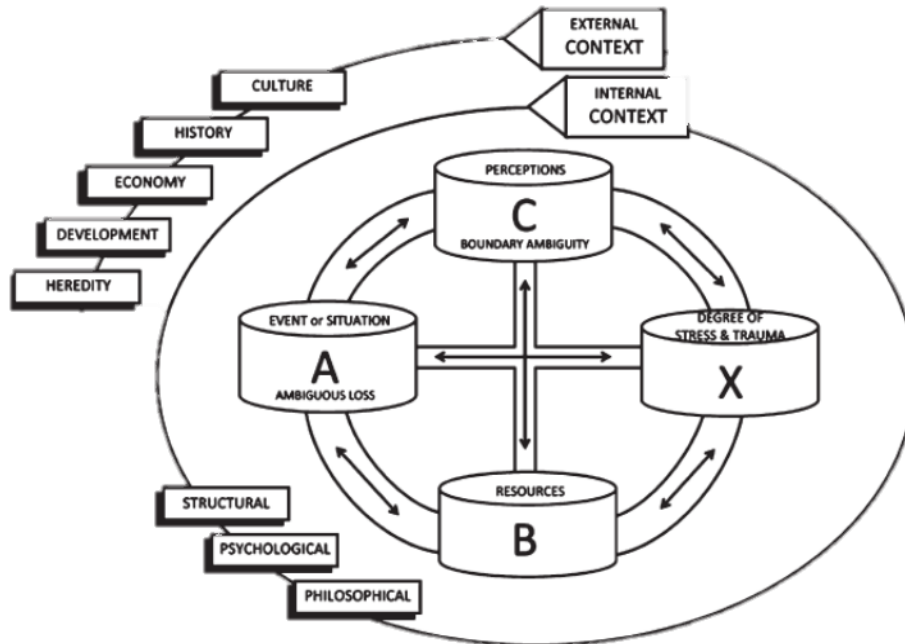 EXTERNAL
CONTEXT
INTERNAL
CONTEXT
CULTURE
HISTORY
ECONOMY
DEVELOPMENT
HEREDITY
PERCEPTIONS
C
BOUNDARY AMBIGUITY
EVENT or SITUATION
A
AMBIGUOUS LOSS
DEGREE OF
STRESS & TRAUMA
X
RESOURCES
B
STRUCTURAL
PSYCHOLOGICAL
PHILOSOPHICAL